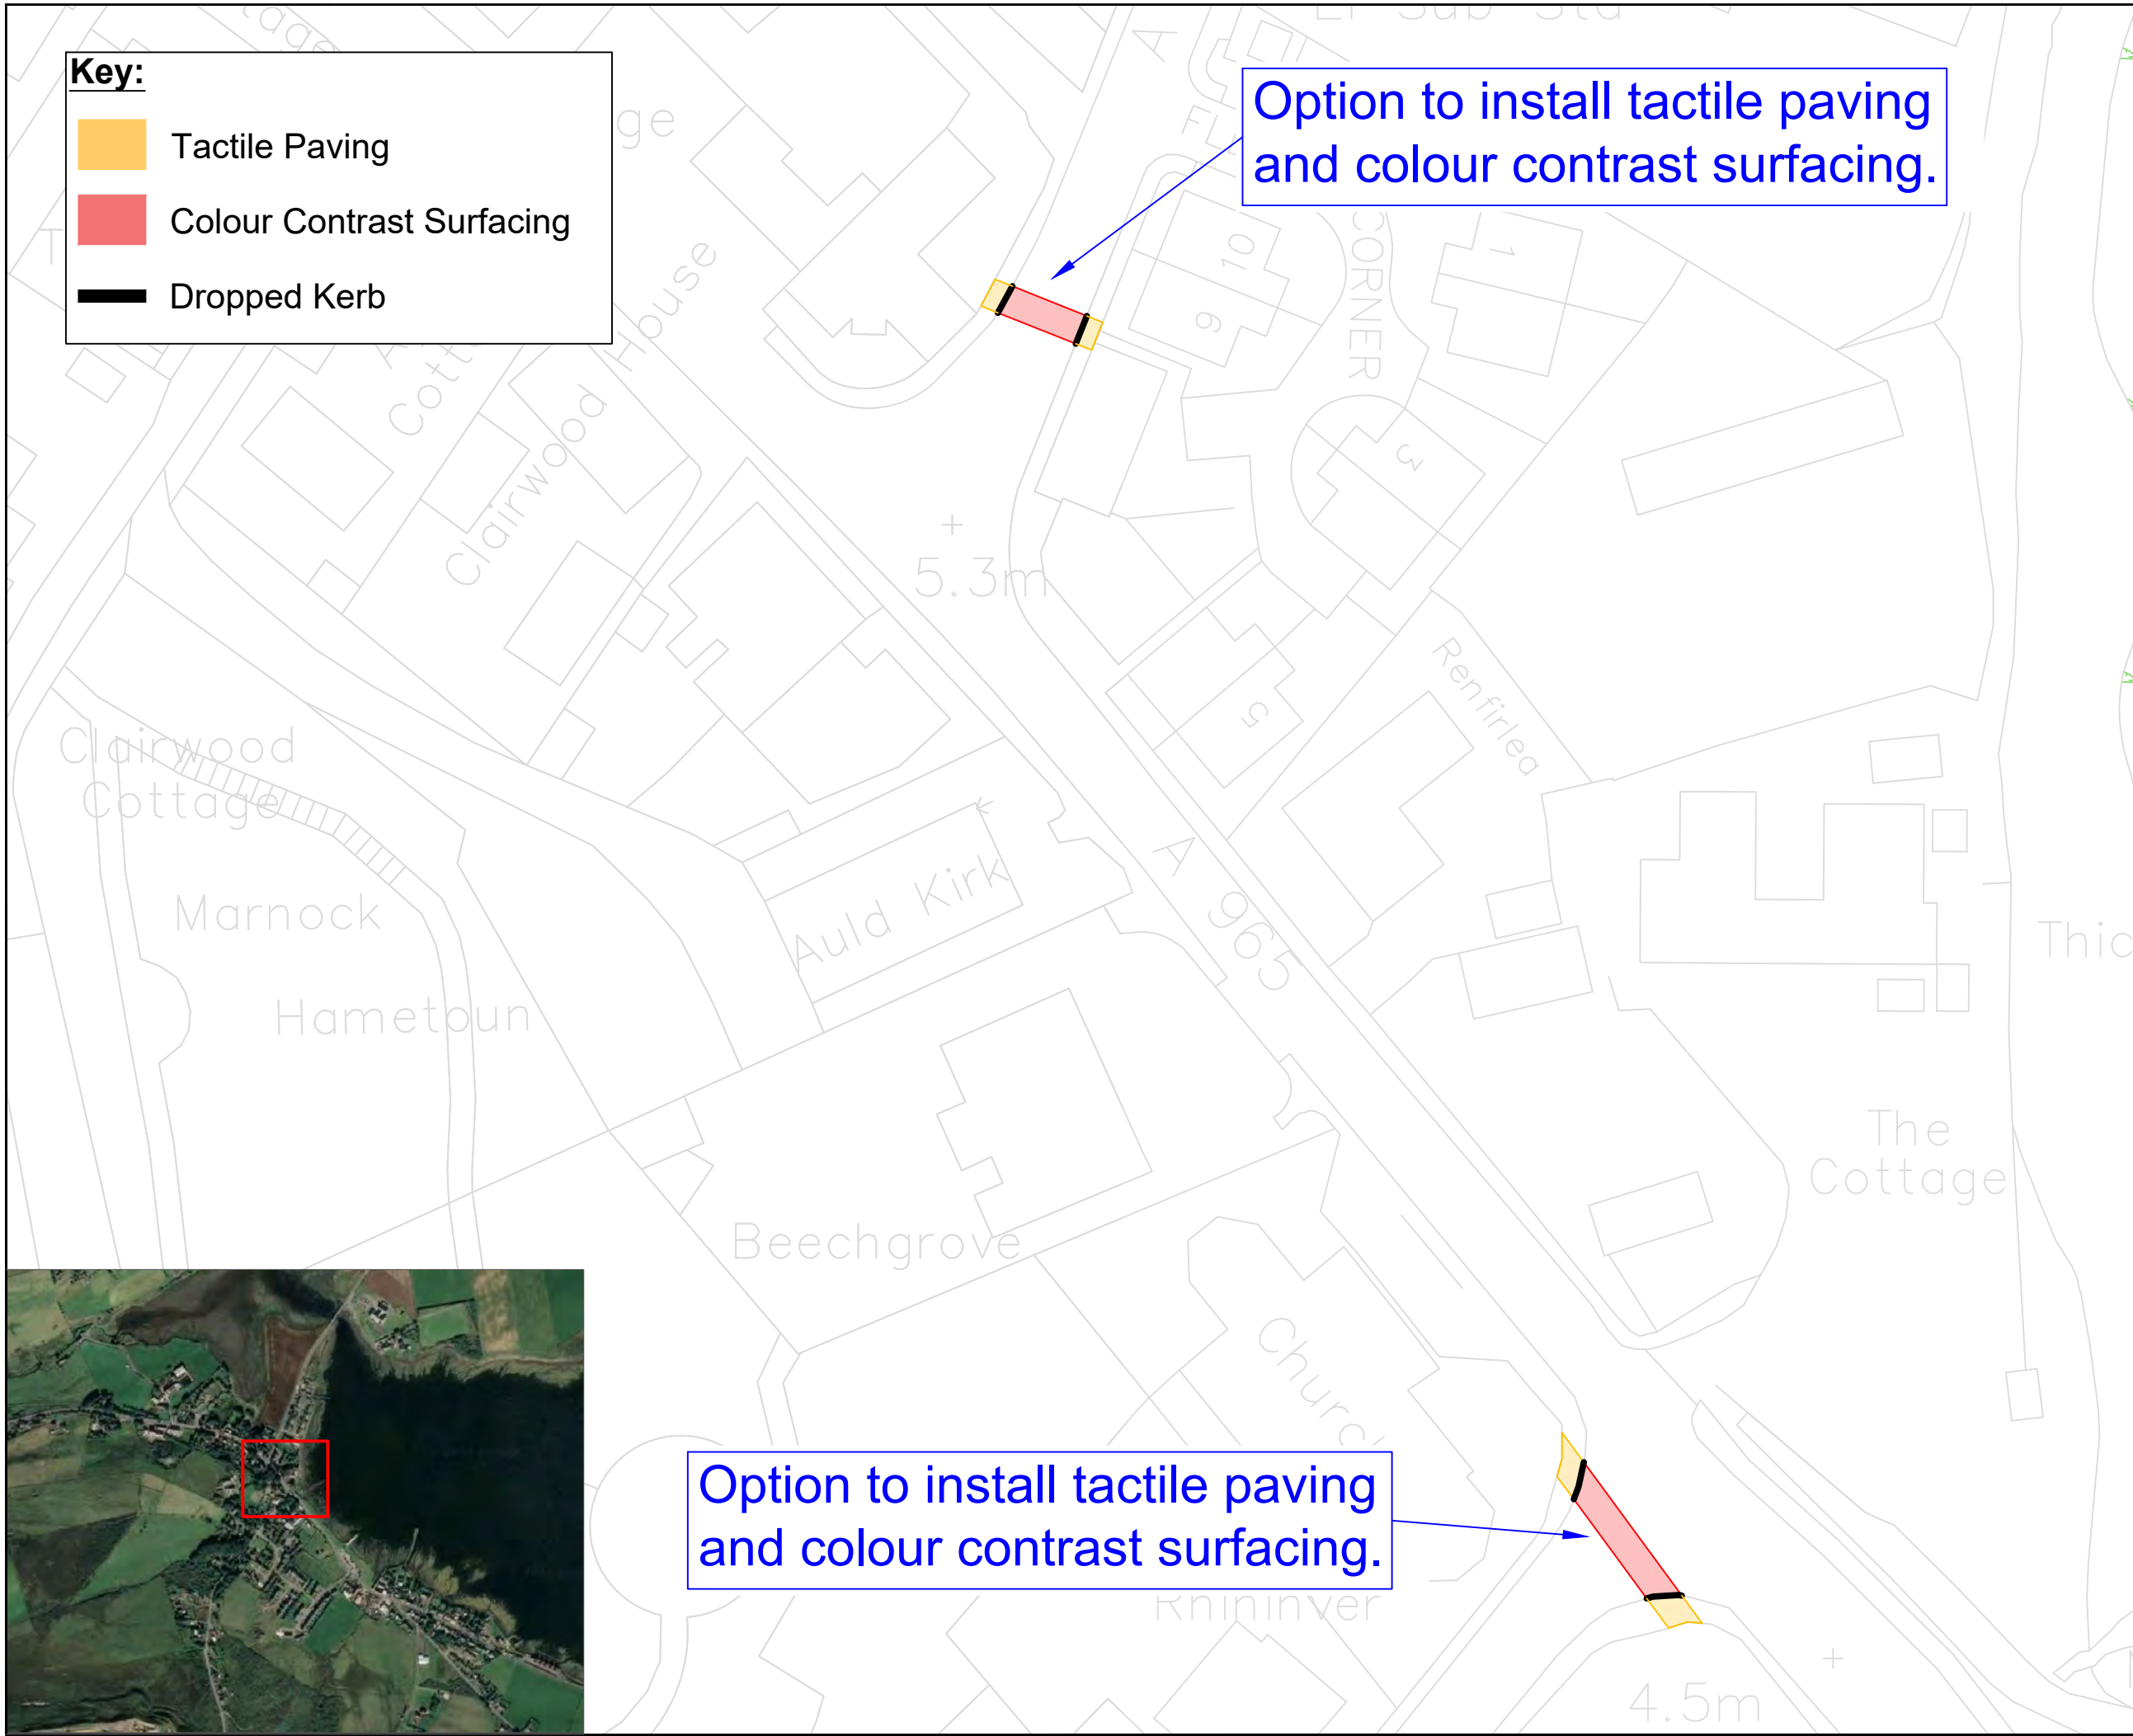 Key:
Tactile Paving
Colour Contrast Surfacing
Dropped Kerb
Option to install tactile paving
and colour contrast surfacing.
10
9
CORNER
1
3
Clairwood House
5.3m
5
Renfirlea
Clairwood
Cottage
Marnock
Hametoun
Auld Kirk
A 965
The
Cottage
Beechgrove
Option to install tactile paving
and colour contrast surfacing.
Rhininver
4.5m